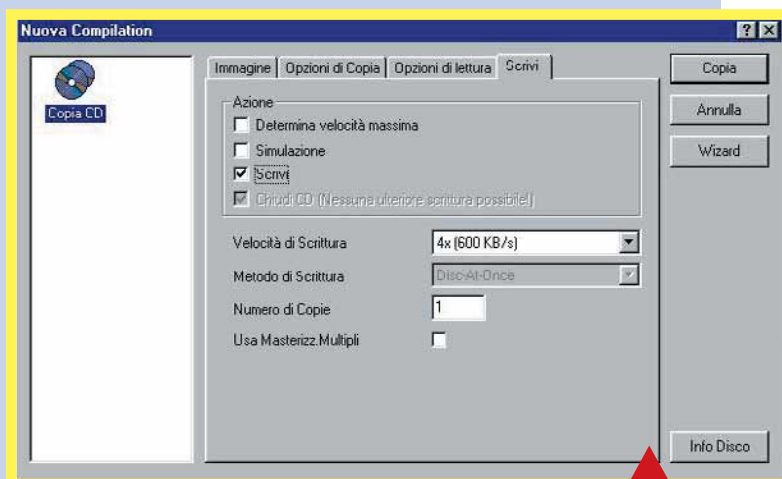 Nuova Compilation
Copia CD
Immagine Opzioni di Copia Opzioni di lettura Scrivi
Azione
Determina velocità massima
Simulazione
Scrivi
Chiudi CD (Nessuna ulteriore scrittura possibile!)
Velocità di Scrittura 4x (600 KB/s)
Metodo di Scrittura Disc-At-Once
Numero di Copie 1
Usa Masterizz.Multipli
Copia
Annulla
Wizard
Info Disco